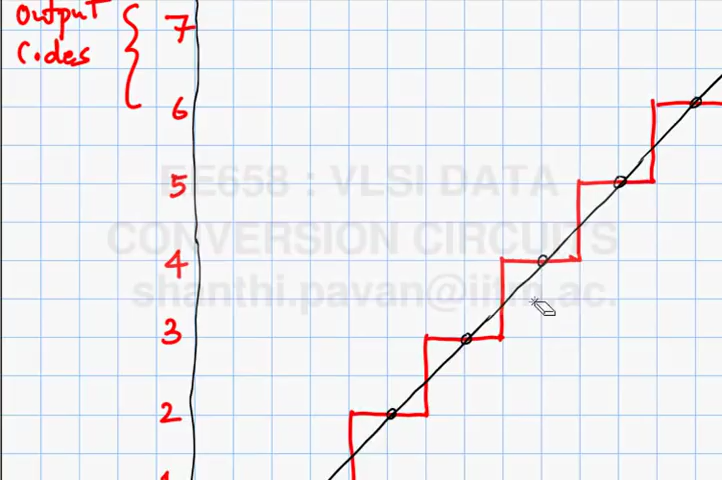 Output
Codes
7
6
5
4
3
2
EE658 : VLSI DATA
CONVERSION CIRCUITS
shanthi.pavan@iitm.ac.